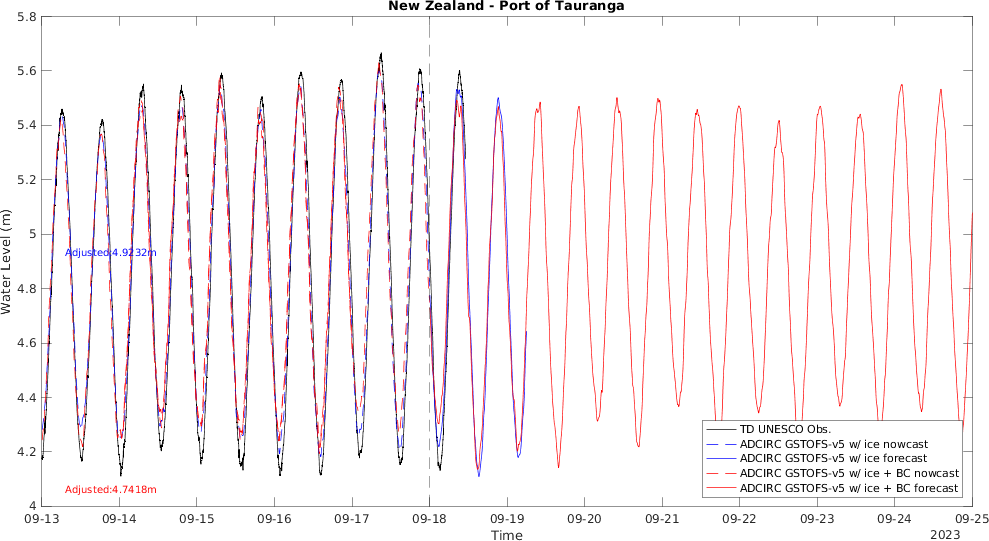 New Zealand - Port of Tauranga
5.8
5.6
5.4
5.2
5
4.8
4.6
4.4
4.2
4
Water Level (m)
Adjusted:4.9232m
Adjusted:4.7418m
TD UNESCO Obs.
ADCIRC GSTOFS-v5 w/ ice nowcast
ADCIRC GSTOFS-v5 w/ ice forecast
ADCIRC GSTOFS-v5 w/ ice + BC nowcast
ADCIRC GSTOFS-v5 w/ ice + BC forecast
09-13 09-14 09-15 09-16 09-17 09-18 09-19 09-20 09-21 09-22 09-23 09-24 09-25
Time
2023